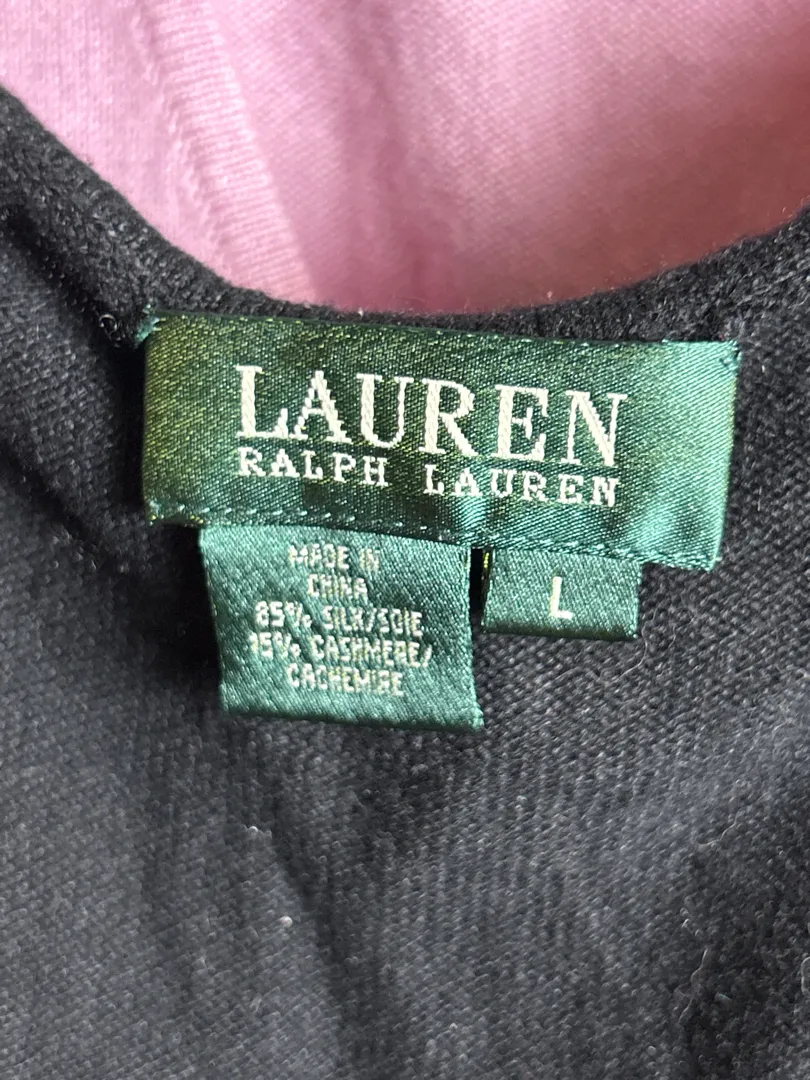 LAUREN
RALPH LAUREN
MADE IN
CHINA
85% SILK/SOIE
15% CASHMERE/
CACHEMIRE
L